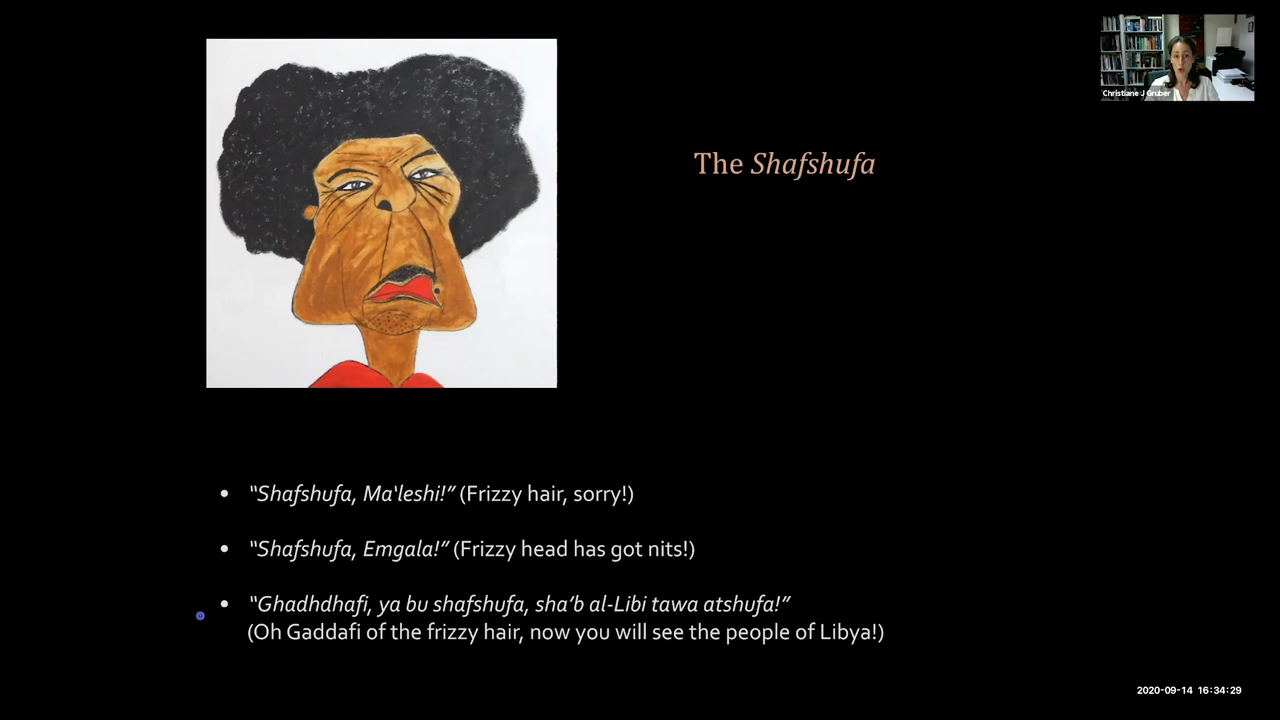 Christiane J Gruber
The Shafshufa
• “Shafshufa, Ma‘leshi!” (Frizzy hair, sorry!)
• “Shafshufa, Emgala!” (Frizzy head has got nits!)
• “Ghadhdhafi, ya bu shafshufa, sha’b al-Libi tawa atshufa!”
(Oh Gaddafi of the frizzy hair, now you will see the people of Libya!)
2020-09-14 16:34:29